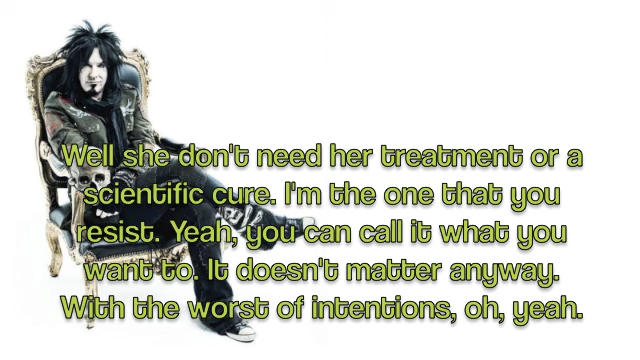 Well she don't need her treatment or a
scientific cure. I'm the one that you
resist. Yeah, you can call it what you
want to. It doesn't matter anyway.
With the worst of intentions, oh, yeah.